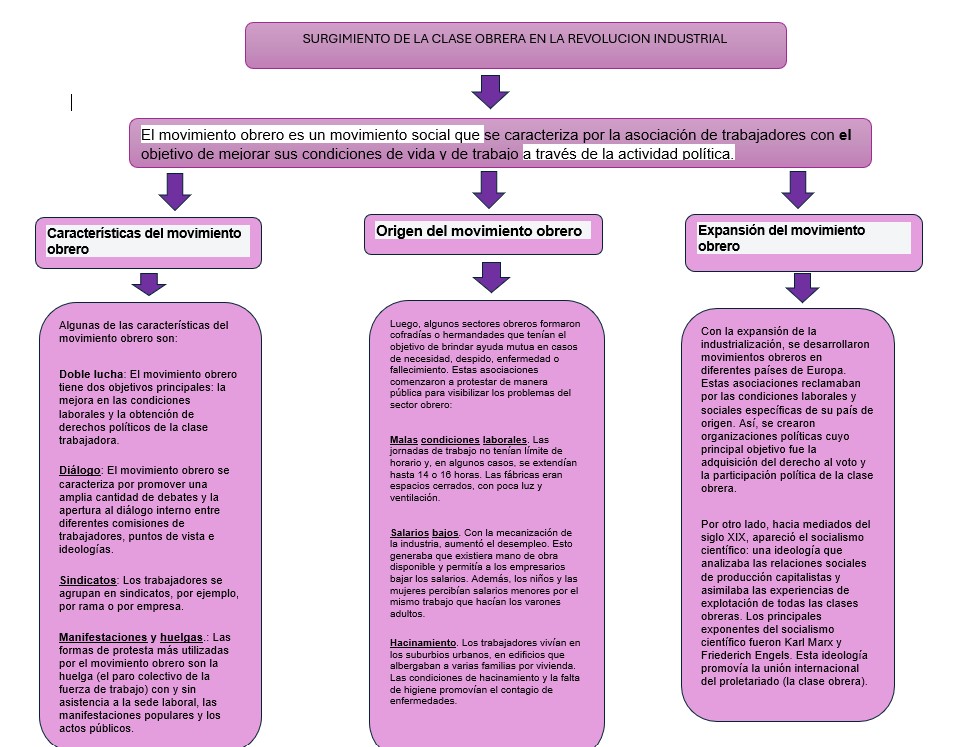 SURGIMIENTO DE LA CLASE OBRERA EN LA REVOLUCION INDUSTRIAL
El movimiento obrero es un movimiento social que se caracteriza por la asociación de trabajadores con el
objetivo de mejorar sus condiciones de vida y de trabajo a través de la actividad política.
Características del movimiento
obrero
Origen del movimiento obrero
Expansión del movimiento
obrero
Algunas de las características del
movimiento obrero son:
Doble lucha: El movimiento obrero
tiene dos objetivos principales: la
mejora en las condiciones
laborales y la obtención de
derechos políticos de la clase
trabajadora.
Diálogo: El movimiento obrero se
caracteriza por promover una
amplia cantidad de debates y la
apertura al diálogo interno entre
diferentes comisiones de
trabajadores, puntos de vista e
ideologías.
Sindicatos: Los trabajadores se
agrupan en sindicatos, por ejemplo,
por rama o por empresa.
Manifestaciones y huelgas.: Las
formas de protesta más utilizadas
por el movimiento obrero son la
huelga (el paro colectivo de la
fuerza de trabajo) con y sin
asistencia a la sede laboral, las
manifestaciones populares y los
actos públicos.
Luego, algunos sectores obreros formaron
cofradías o hermandades que tenían el
objetivo de brindar ayuda mutua en casos
de necesidad, despido, enfermedad o
fallecimiento. Estas asociaciones
comenzaron a protestar de manera
pública para visibilizar los problemas del
sector obrero:
Malas condiciones laborales. Las
jornadas de trabajo no tenían límite de
horario y, en algunos casos, se extendían
hasta 14 o 16 horas. Las fábricas eran
espacios cerrados, con poca luz y
ventilación.
Salarios bajos. Con la mecanización de
la industria, aumentó el desempleo. Esto
generaba que existiera mano de obra
disponible y permitía a los empresarios
bajar los salarios. Además, los niños y las
mujeres percibían salarios menores por el
mismo trabajo que hacían los varones
adultos.
Hacinamiento. Los trabajadores vivían en
los suburbios urbanos, en edificios que
albergaban a varias familias por vivienda.
Las condiciones de hacinamiento y la falta
de higiene promovían el contagio de
enfermedades.
Con la expansión de la
industrialización, se desarrollaron
movimientos obreros en
diferentes países de Europa.
Estas asociaciones reclamaban
por las condiciones laborales y
sociales específicas de su país de
origen. Así, se crearon
organizaciones políticas cuyo
principal objetivo fue la
adquisición del derecho al voto y
la participación política de la clase
obrera.
Por otro lado, hacia mediados del
siglo XIX, apareció el socialismo
científico: una ideología que
analizaba las relaciones sociales
de producción capitalistas y
asimilaba las experiencias de
explotación de todas las clases
obreras. Los principales
exponentes del socialismo
científico fueron Karl Marx y
Friederich Engels. Esta ideología
promovía la unión internacional
del proletariado (la clase obrera).